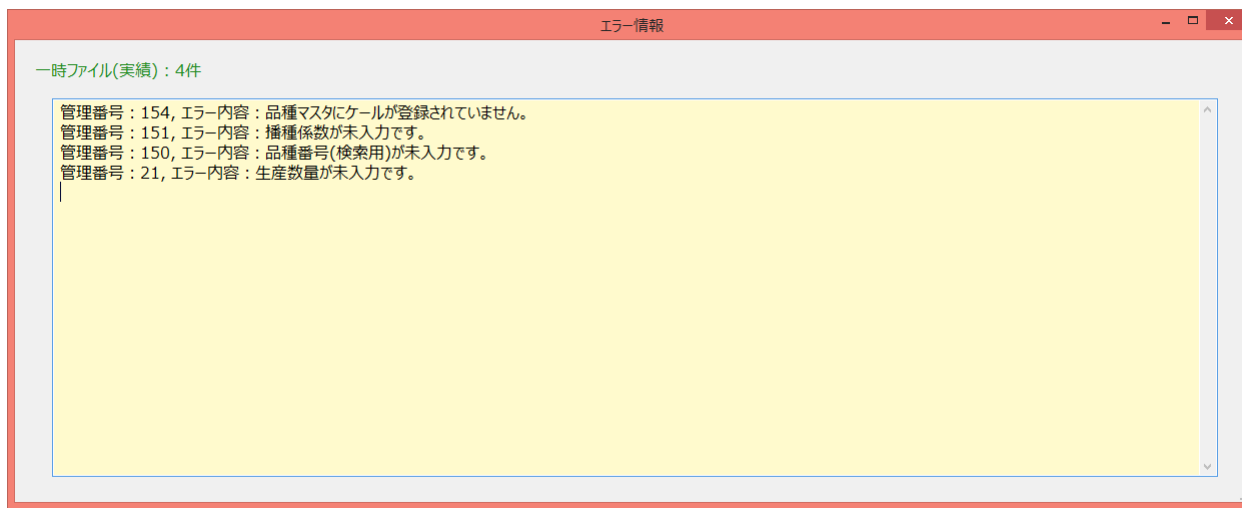 エラー情報
一時ファイル(実績)：4件
管理番号：154, エラー内容：品種マスタにケールが登録されていません。
管理番号：151, エラー内容：播種係数が未入力です。
管理番号：150, エラー内容：品種番号(検索用)が未入力です。
管理番号：21, エラー内容：生産数量が未入力です。